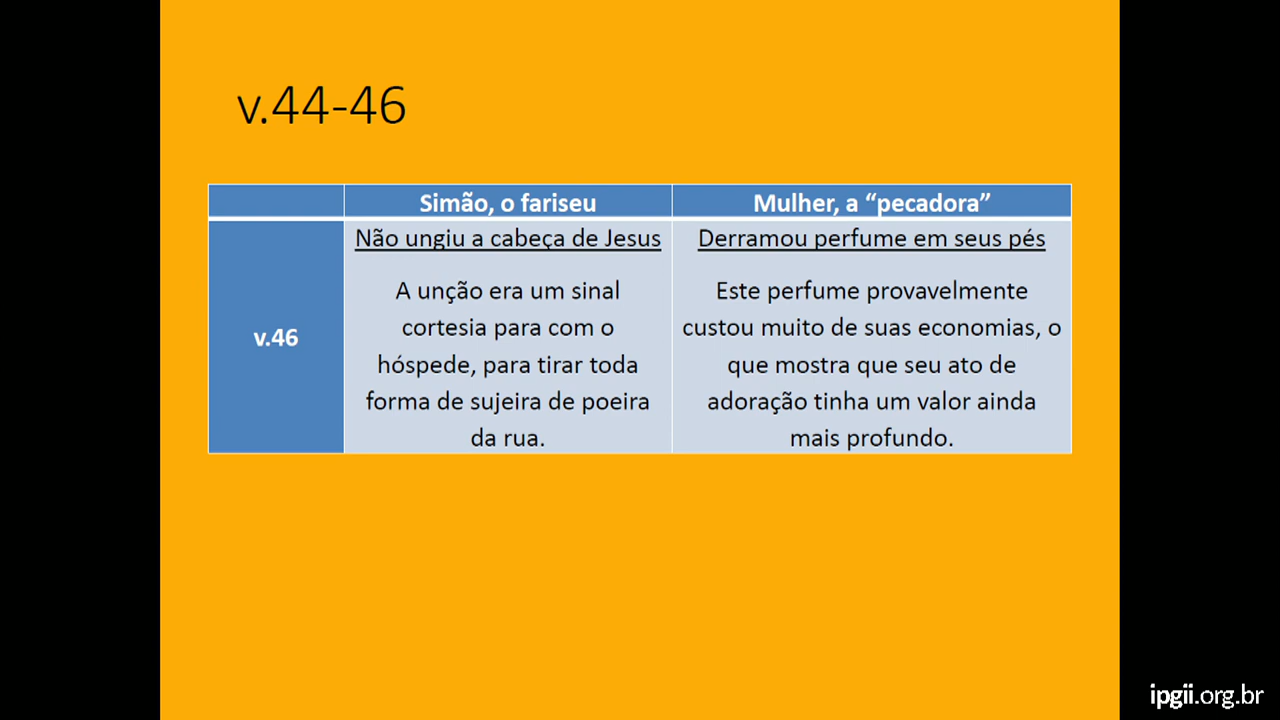 v.44-46
Simão, o fariseu
Mulher, a “pecadora”
v.46
Não ungiu a cabeça de Jesus
A unção era um sinal
cortesia para com o
hóspede, para tirar toda
forma de sujeira de poeira
da rua.
Derramou perfume em seus pés
Este perfume provavelmente
custou muito de suas economias, o
que mostra que seu ato de
adoração tinha um valor ainda
mais profundo.
ipgii.org.br